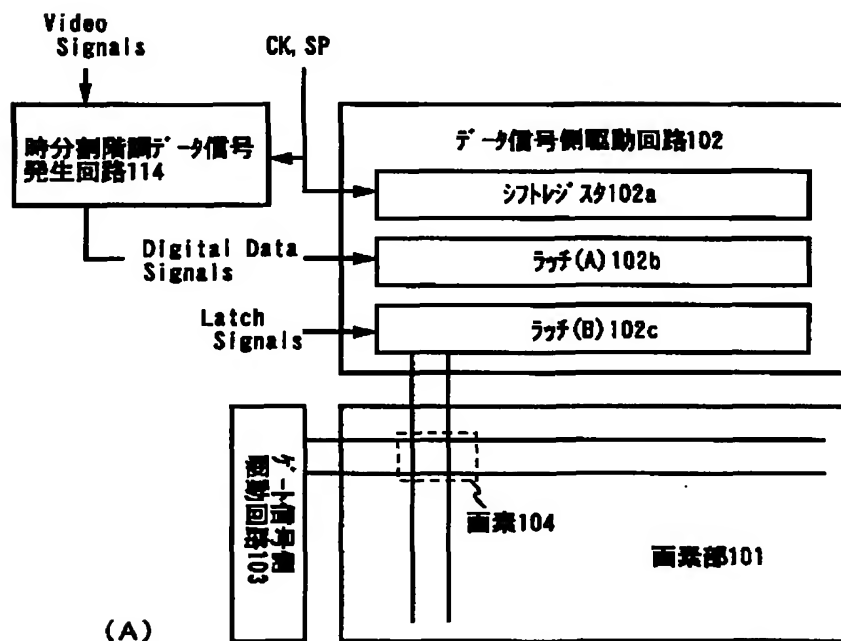 Video
Signals
CK, SP
時分割階調データ信号
発生回路114
データ信号側駆動回路102
シフトレジスタ102a
Digital Data
Signals
ラッチ(A)102b
Latch
Signals
ラッチ(B)102c
ゲート信号側
駆動回路103
画素104
画素部101
(A)